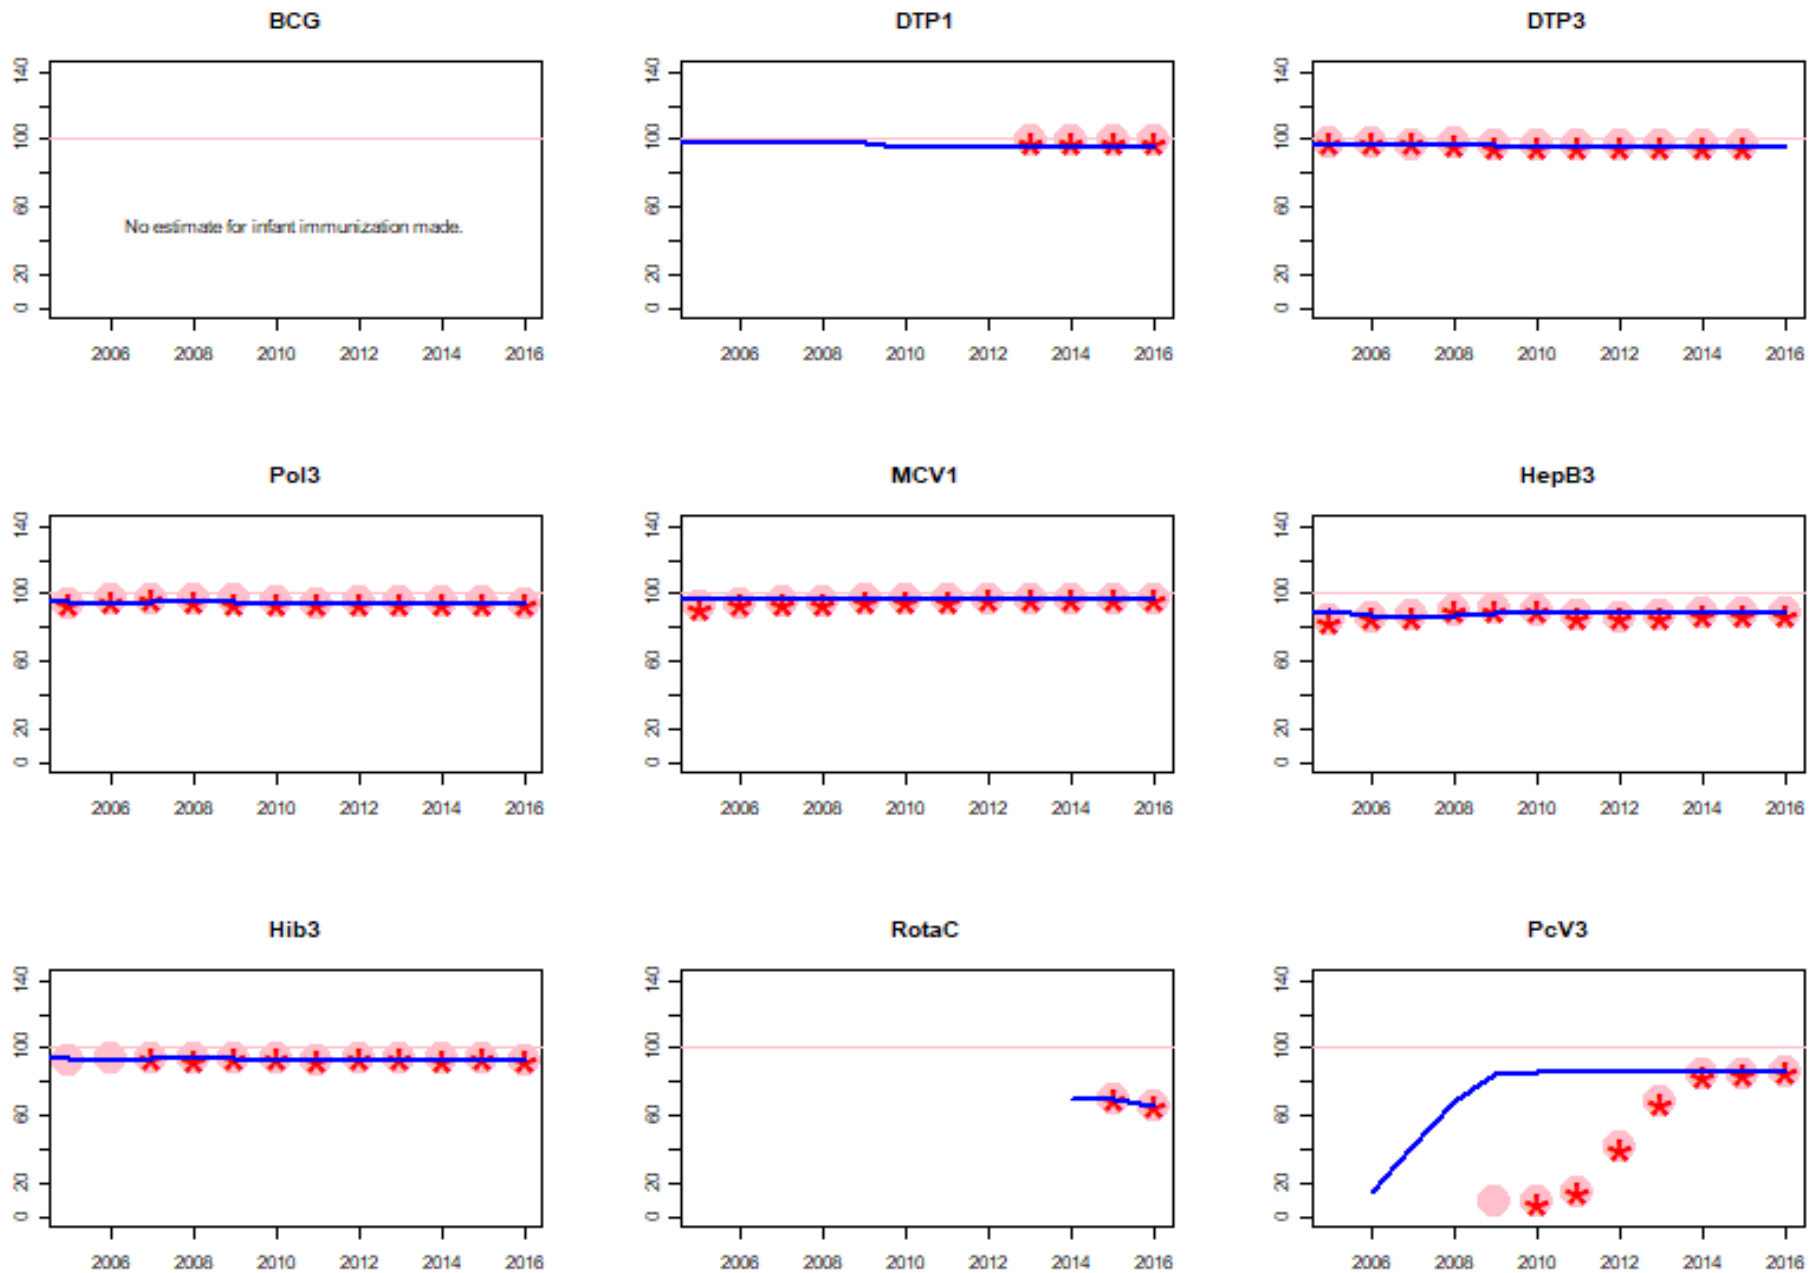 BCG DTP1 DTP3
140 140 140
100 100 100
60 60 60
No estimate for infant immunization made.
20 20 20
0 0 0
2006 2008 2010 2012 2014 2016 2006 2008 2010 2012 2014 2016 2006 2008 2010 2012 2014 2016
Pol3 MCV1 HepB3
140 140 140
100 100 100
60 60 60
20 20 20
0 0 0
2006 2008 2010 2012 2014 2016 2006 2008 2010 2012 2014 2016 2006 2008 2010 2012 2014 2016
Hib3 RotaC PcV3
140 140 140
100 100 100
60 60 60
20 20 20
0 0 0
2006 2008 2010 2012 2014 2016 2006 2008 2010 2012 2014 2016 2006 2008 2010 2012 2014 2016